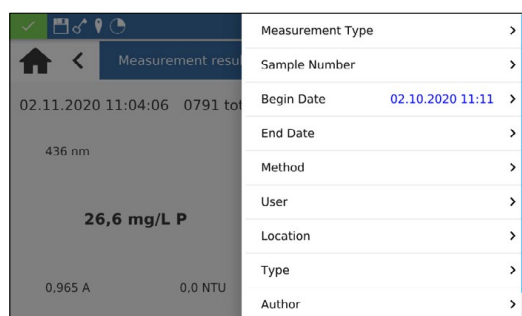 Measurement resul
02.11.2020 11:04:06 0791 tot
436 nm
26,6 mg/L P
0,965 A 0,0 NTU
Measurement Type
Sample Number
Begin Date 02.10.2020 11:11
End Date
Method
User
Location
Type
Author